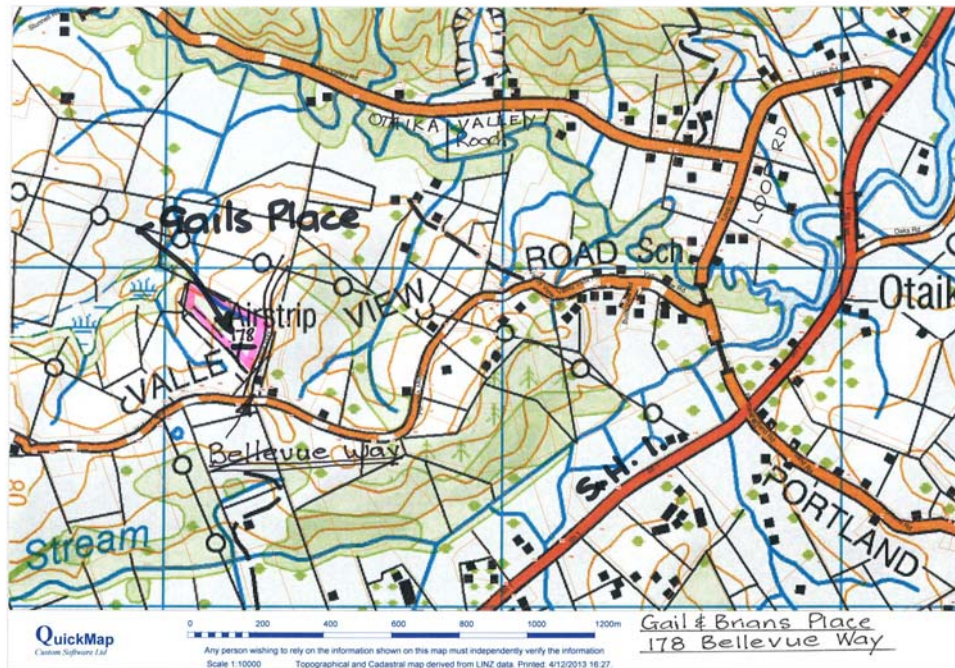 OTAIKA VALLEY
Road
LOOP RD
Gails Place
ROAD Sch
Oaks Rd
Otaik
Airstrip
178
VIEW
VALLE
Bellevue Way
S.H.1.
PORTLAND
Stream
QuickMap
Custom Software Ltd
0 200 400 600 800 1000 1200m
Any person wishing to rely on the information shown on this map must independently verify the information
Scale 1:10000 Topographical and Cadastral map derived from LINZ data. Printed: 4/12/2013 16:27.
Gail & Brians Place
178 Bellevue Way